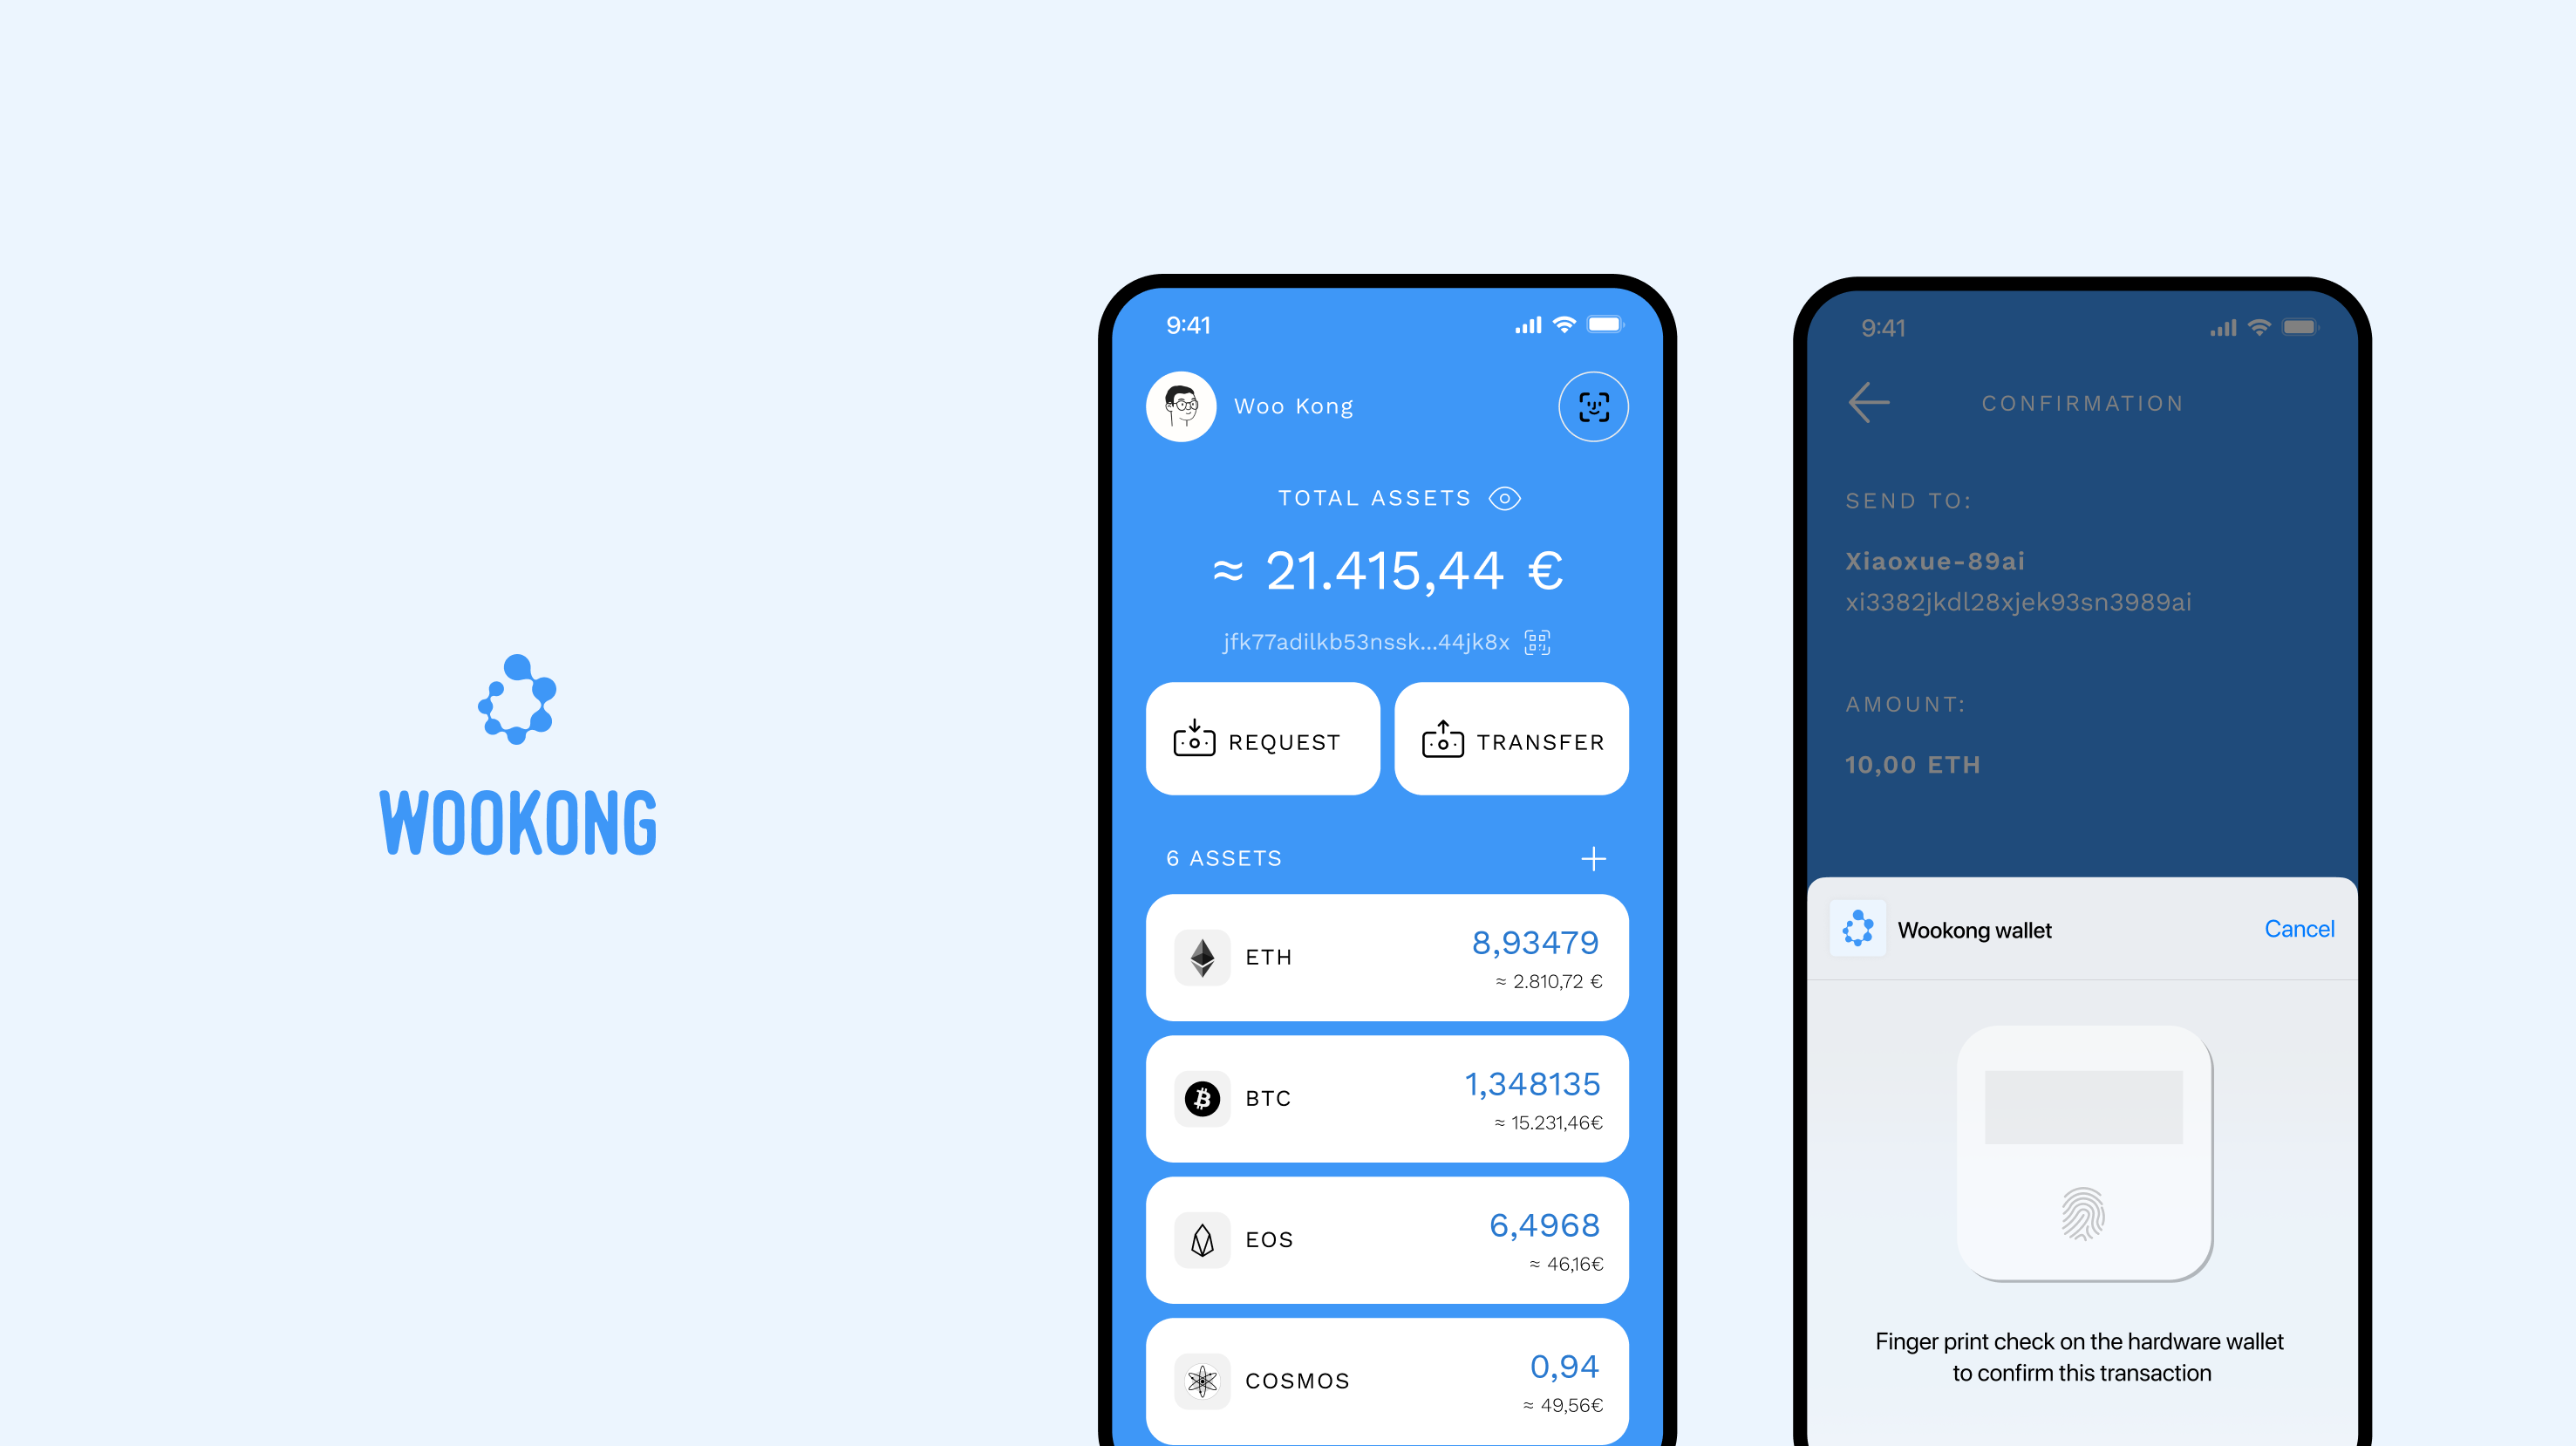 WOOKONG
9:41
Woo Kong
TOTAL ASSETS
≈ 21.415,44 €
jfk77adilkb53nssk...44jk8x
REQUEST
TRANSFER
6 ASSETS
ETH
8,93479
≈ 2.810,72 €
BTC
1,348135
≈ 15.231,46€
EOS
6,4968
≈ 46,16€
COSMOS
0,94
≈ 49,56€
9:41
CONFIRMATION
SEND TO:
Xiaoxue-89ai
xi3382jkdl28xjek93sn3989ai
AMOUNT:
10,00 ETH
Wookong wallet
Cancel
Finger print check on the hardware wallet
to confirm this transaction